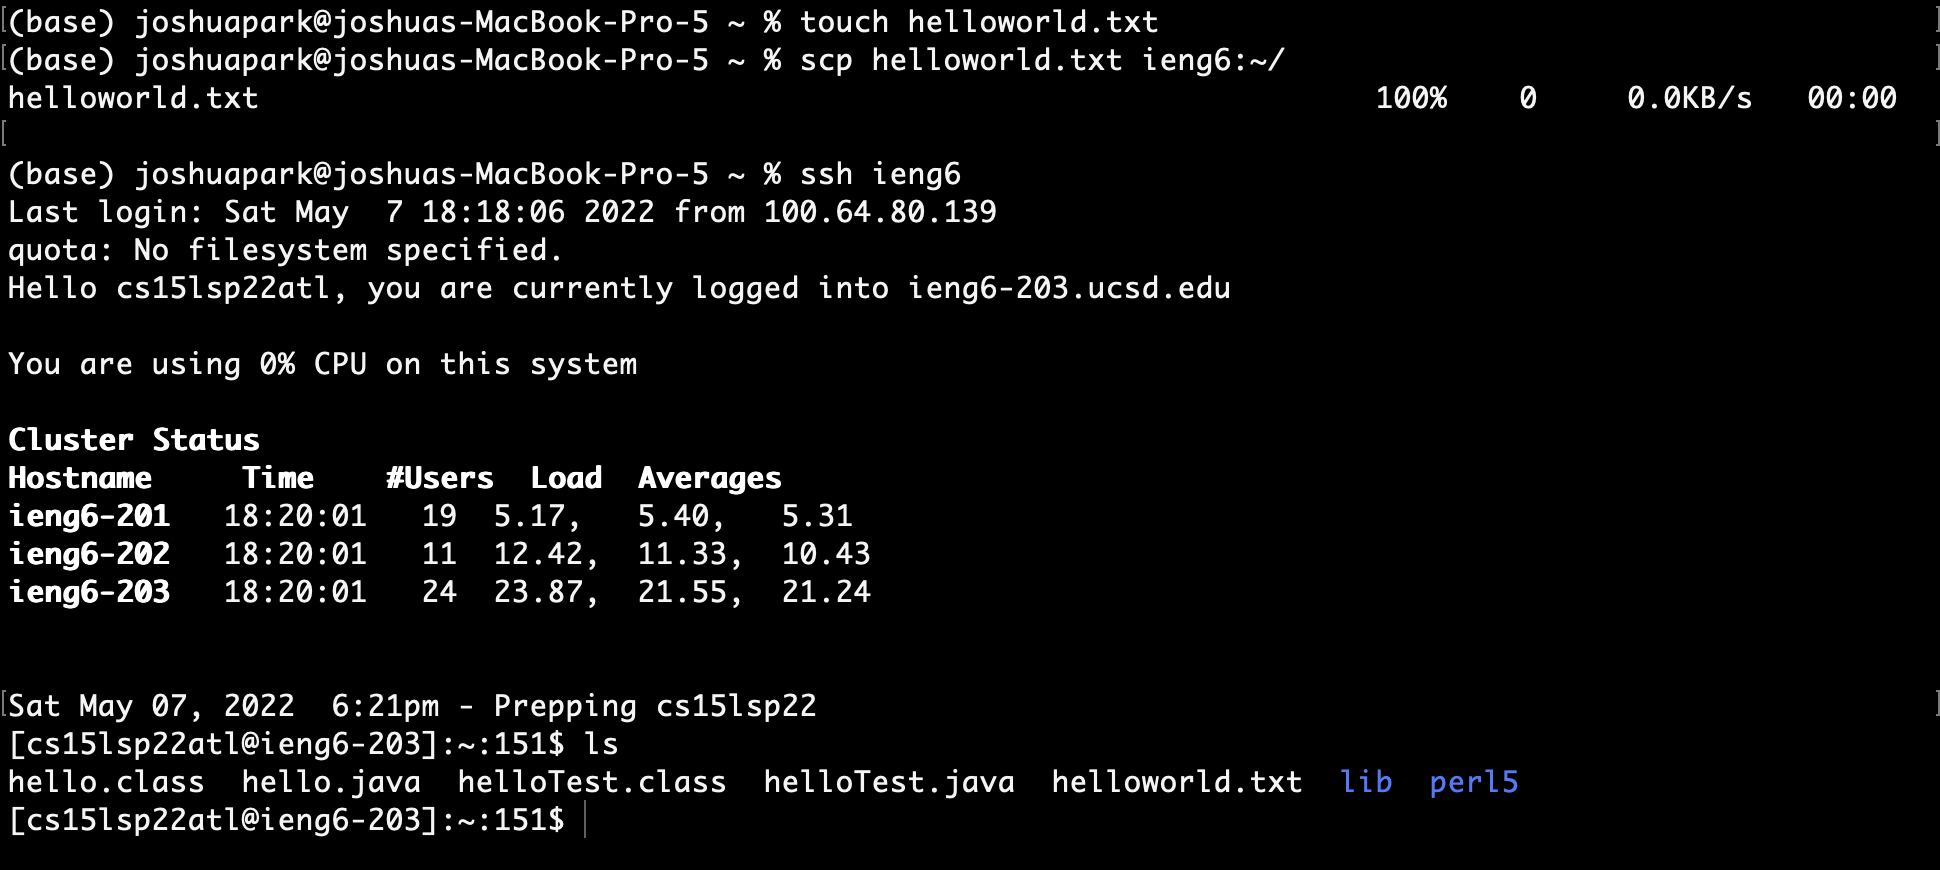 (base) joshuapark@joshuas-MacBook-Pro-5 ~ % touch helloworld.txt
(base) joshuapark@joshuas-MacBook-Pro-5 ~ % scp helloworld.txt ieng6:~/
helloworld.txt 100% 0 0.0KB/s 00:00
(base) joshuapark@joshuas-MacBook-Pro-5 ~ % ssh ieng6
Last login: Sat May  7 18:18:06 2022 from 100.64.80.139
quota: No filesystem specified.
Hello cs15lsp22atl, you are currently logged into ieng6-203.ucsd.edu
You are using 0% CPU on this system
Cluster Status
Hostname     Time    #Users  Load  Averages
ieng6-201   18:20:01   19  5.17,   5.40,   5.31
ieng6-202   18:20:01   11  12.42,  11.33,  10.43
ieng6-203   18:20:01   24  23.87,  21.55,  21.24
Sat May 07, 2022  6:21pm - Prepping cs15lsp22
[cs15lsp22atl@ieng6-203]:~:151$ ls
hello.class  hello.java  helloTest.class  helloTest.java  helloworld.txt  lib  perl5
[cs15lsp22atl@ieng6-203]:~:151$